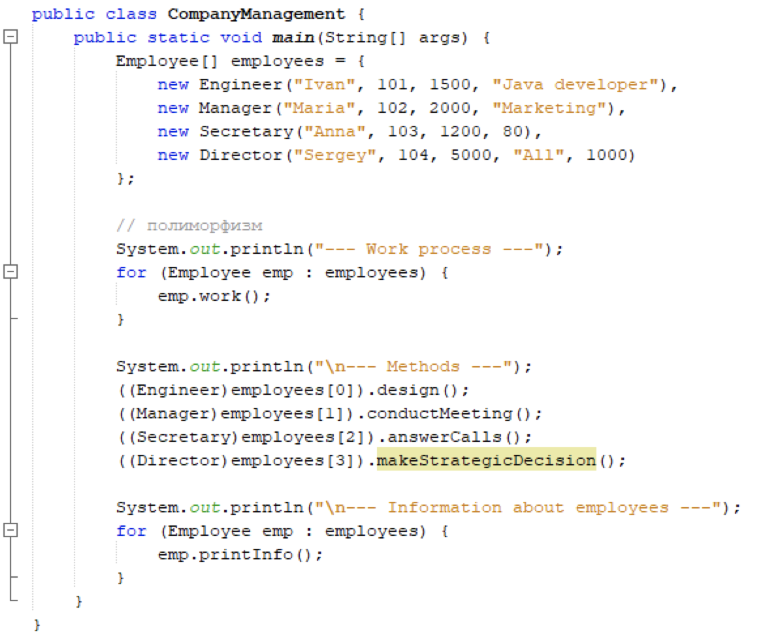 public class CompanyManagement {
    public static void main(String[] args) {
        Employee[] employees = {
            new Engineer("Ivan", 101, 1500, "Java developer"),
            new Manager("Maria", 102, 2000, "Marketing"),
            new Secretary("Anna", 103, 1200, 80),
            new Director("Sergey", 104, 5000, "All", 1000)
        };

        // полиморфизм
        System.out.println("--- Work process ---");
        for (Employee emp : employees) {
            emp.work();
        }

        System.out.println("\n--- Methods ---");
        ((Engineer)employees[0]).design();
        ((Manager)employees[1]).conductMeeting();
        ((Secretary)employees[2]).answerCalls();
        ((Director)employees[3]).makeStrategicDecision();

        System.out.println("\n--- Information about employees ---");
        for (Employee emp : employees) {
            emp.printInfo();
        }
    }
}